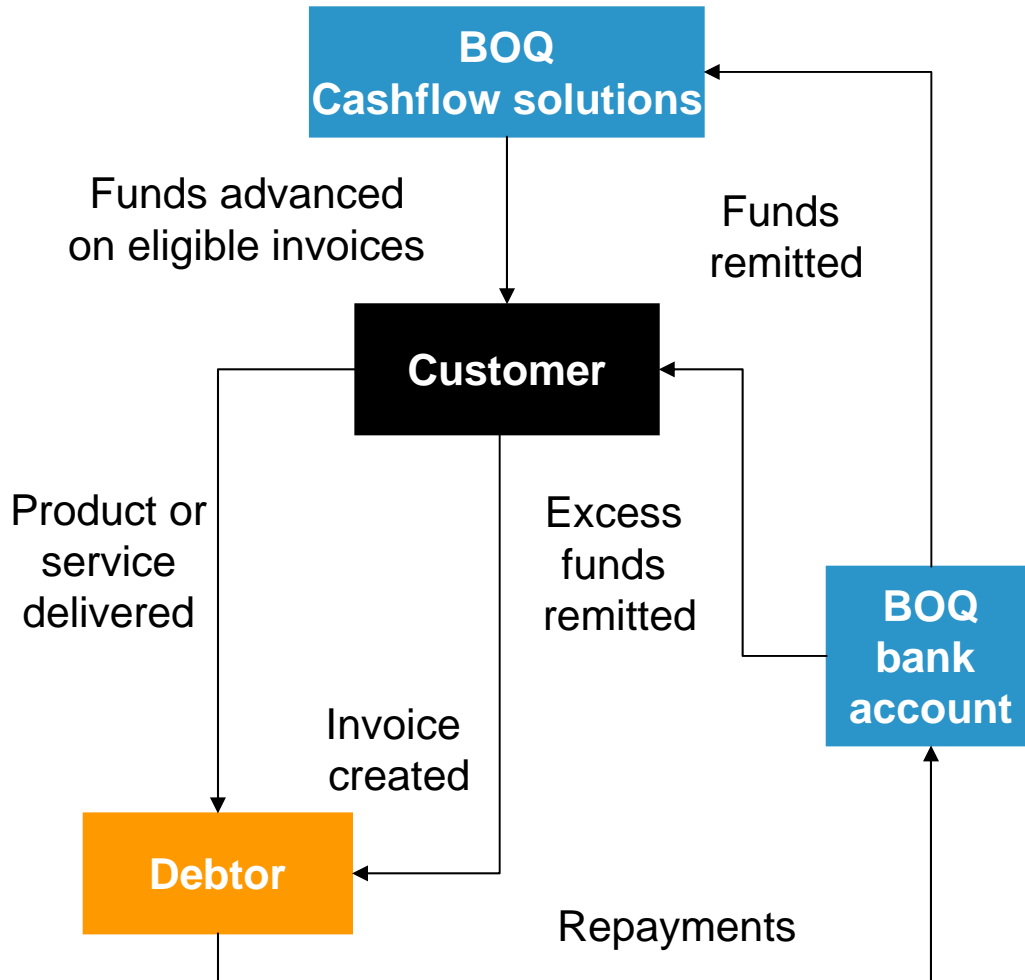 BOQ
Cashflow solutions
Funds advanced
on eligible invoices
Funds
remitted
Customer
Product or
service
delivered
Excess
funds
remitted
BOQ
bank
account
Invoice
created
Debtor
Repayments